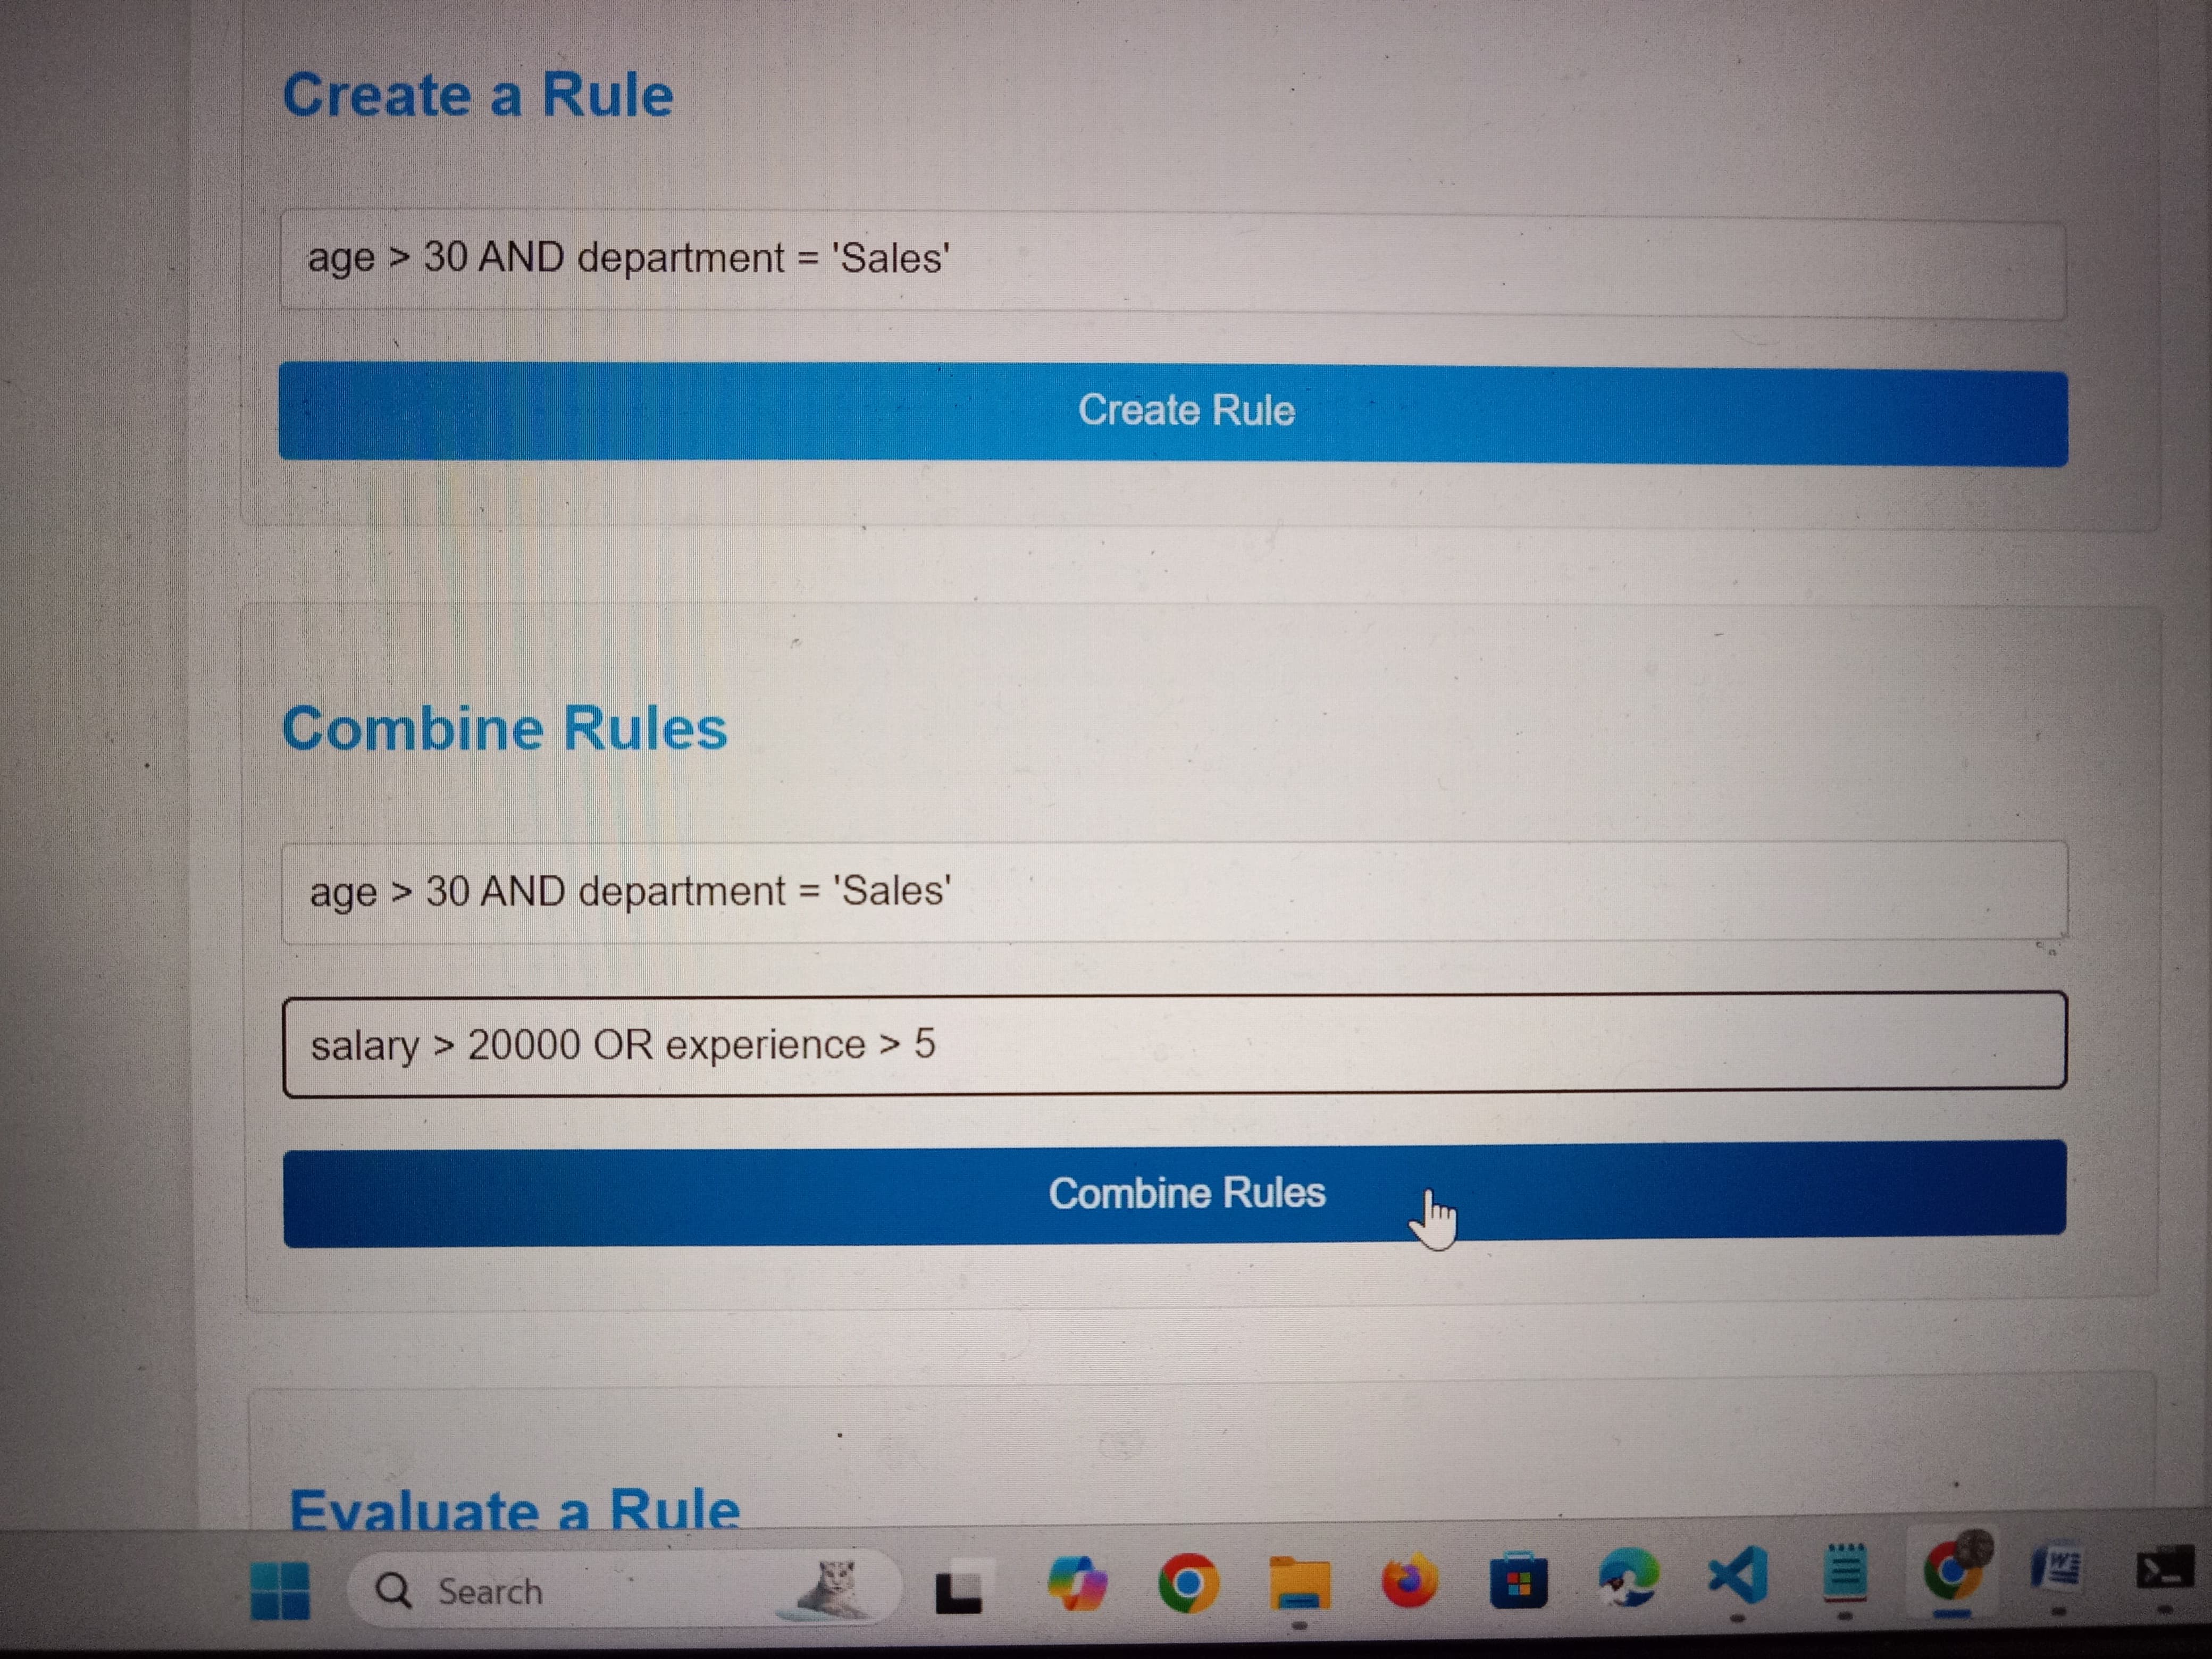 Create a Rule
age > 30 AND department = 'Sales'
Create Rule
Combine Rules
age > 30 AND department = 'Sales'
salary > 20000 OR experience > 5
Combine Rules
Evaluate a Rule
Search